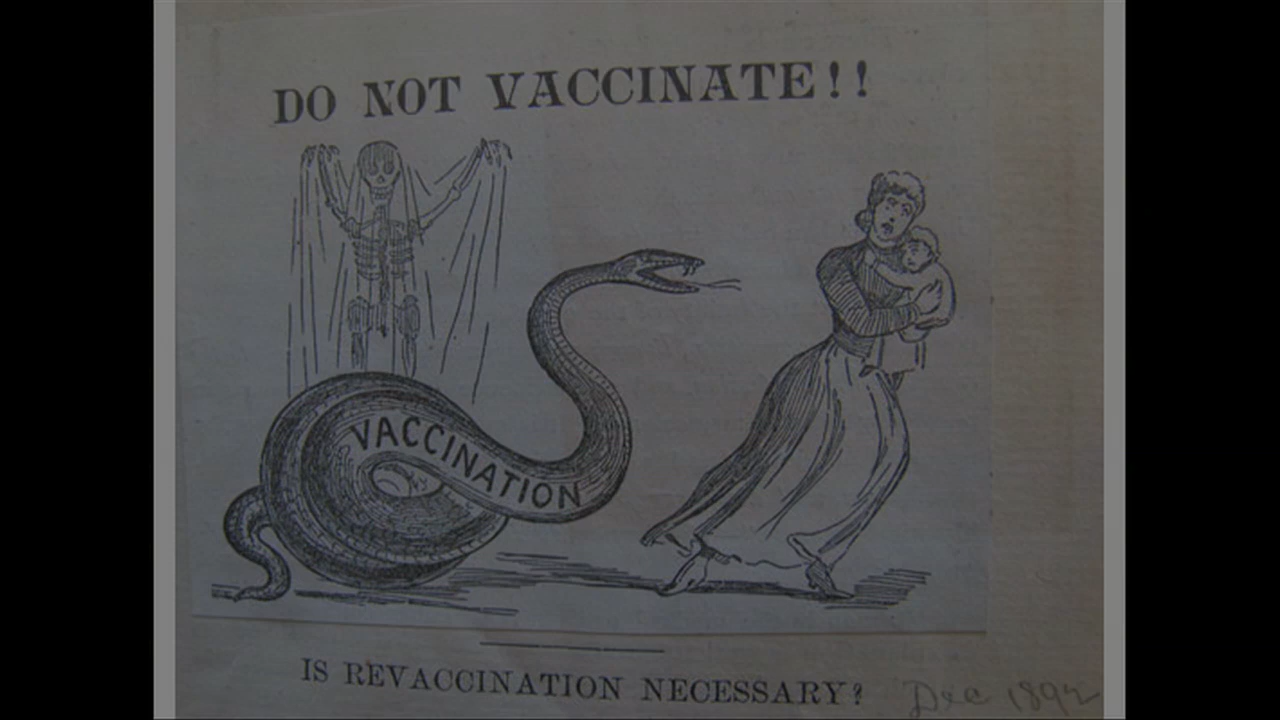 DO NOT VACCINATE!!
VACCINATION
IS REVACCINATION NECESSARY?
Dec 1892